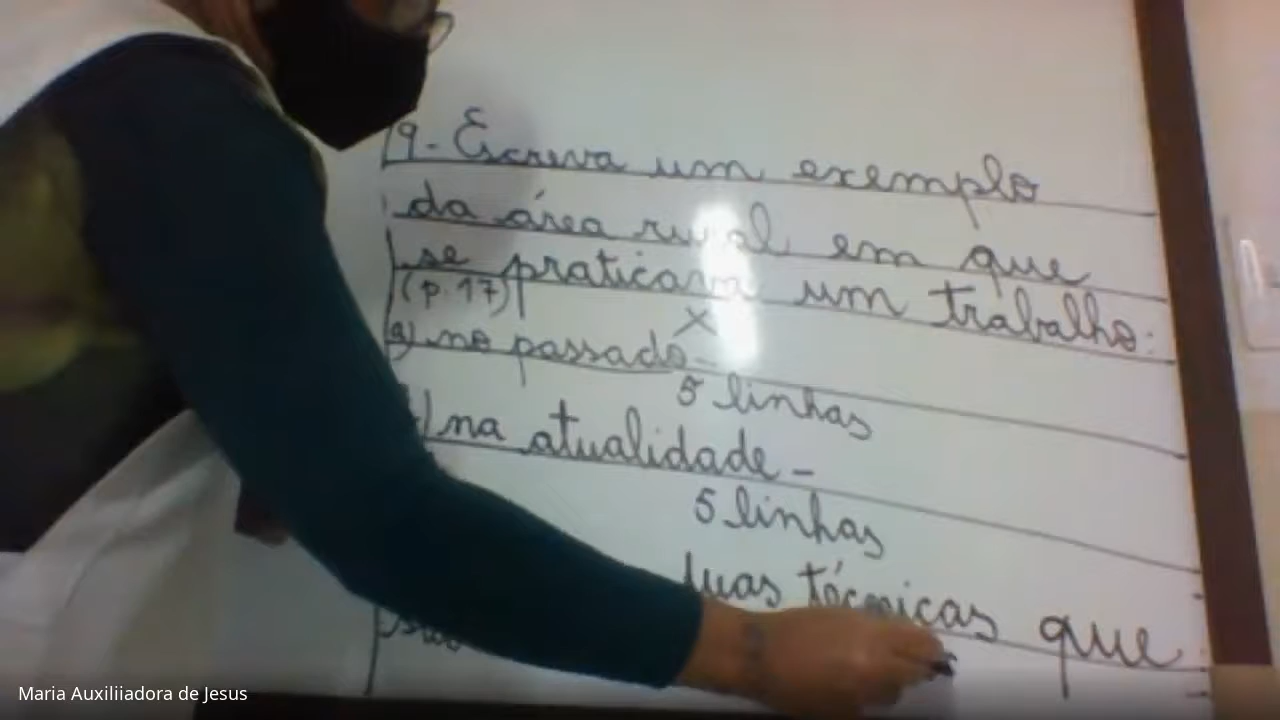 9- Escreva um exemplo
da área rural em que
se praticava um trabalho:
(p. 17)
a) no passado-
5 linhas
b) na atualidade -
5 linhas
duas técnicas que
Maria Auxiliiadora de Jesus